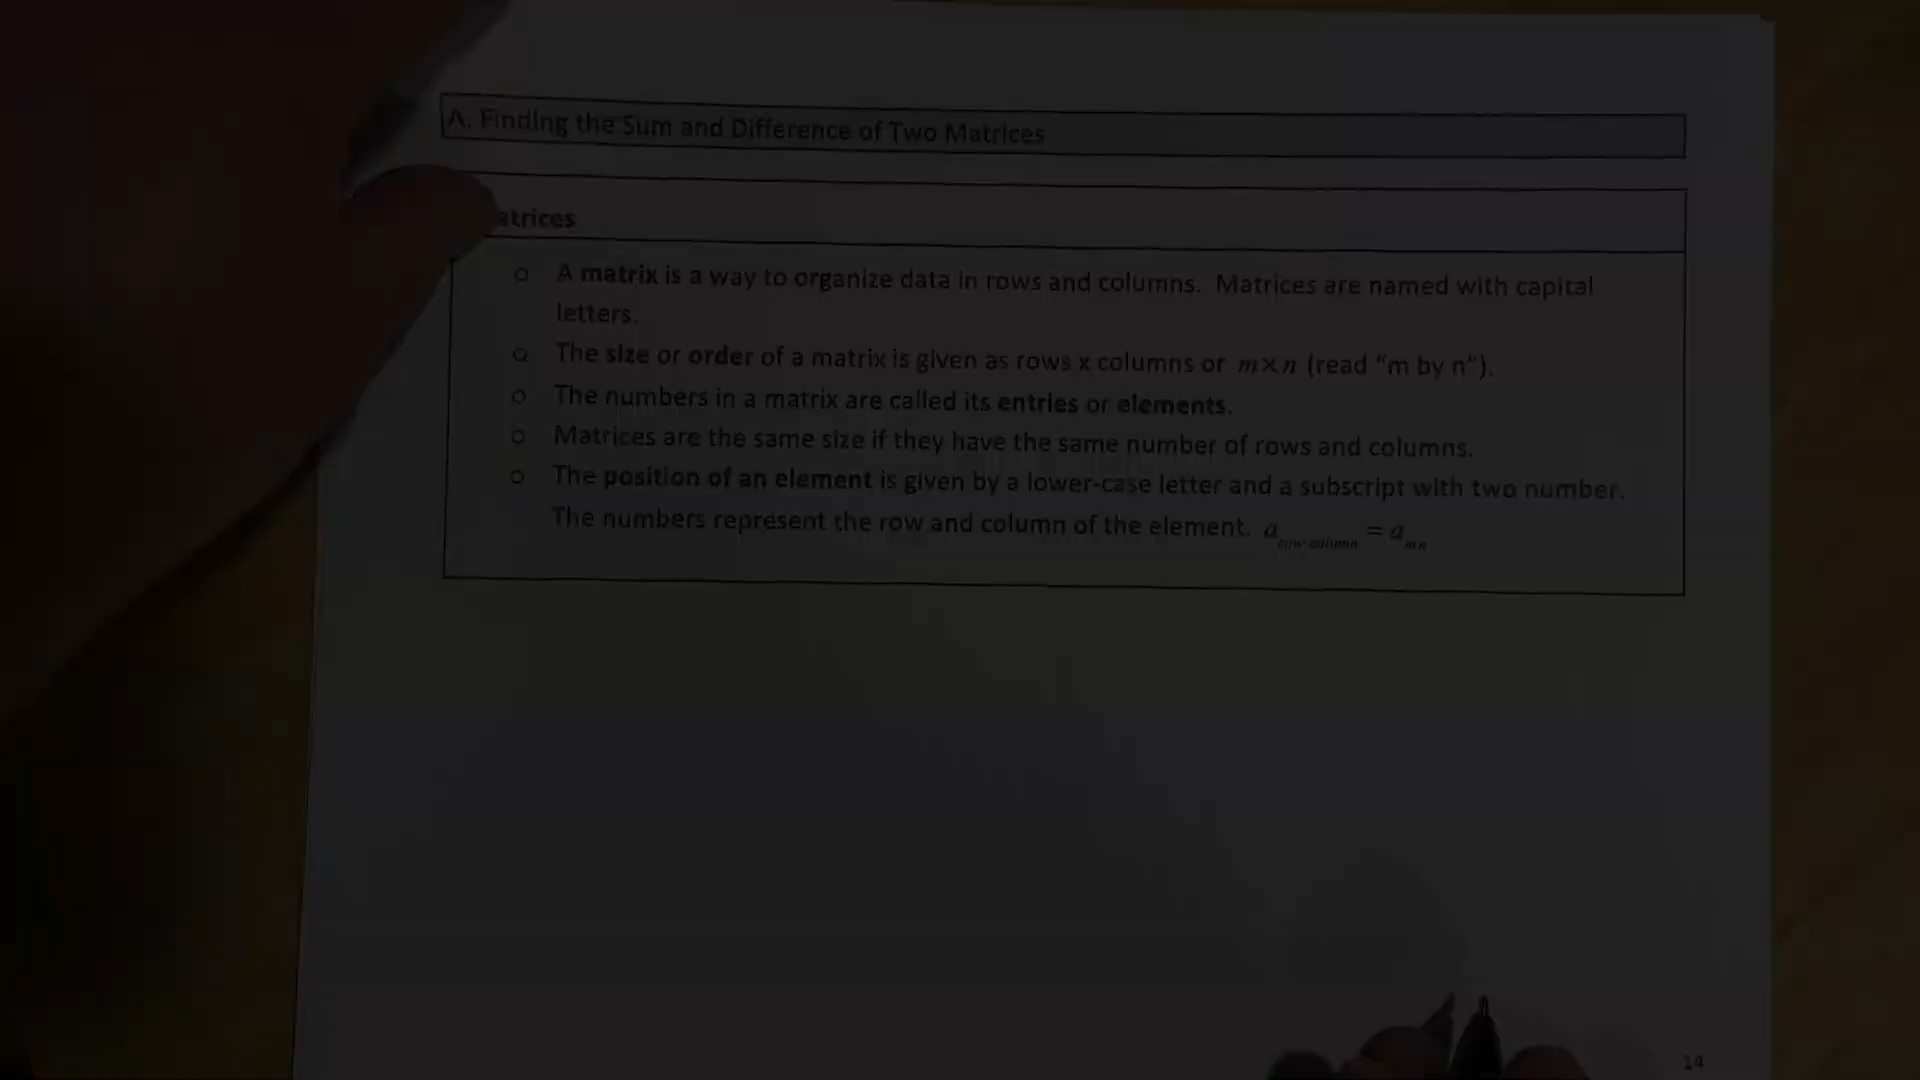 A. Finding the Sum and Difference of Two Matrices
atrices
o A matrix is a way to organize data in rows and columns. Matrices are named with capital
letters.
o The size or order of a matrix is given as rows x columns or m×n (read "m by n").
o The numbers in a matrix are called its entries or elements.
o Matrices are the same size if they have the same number of rows and columns.
o The position of an element is given by a lower-case letter and a subscript with two number.
The numbers represent the row and column of the element. a row column = a mn
14